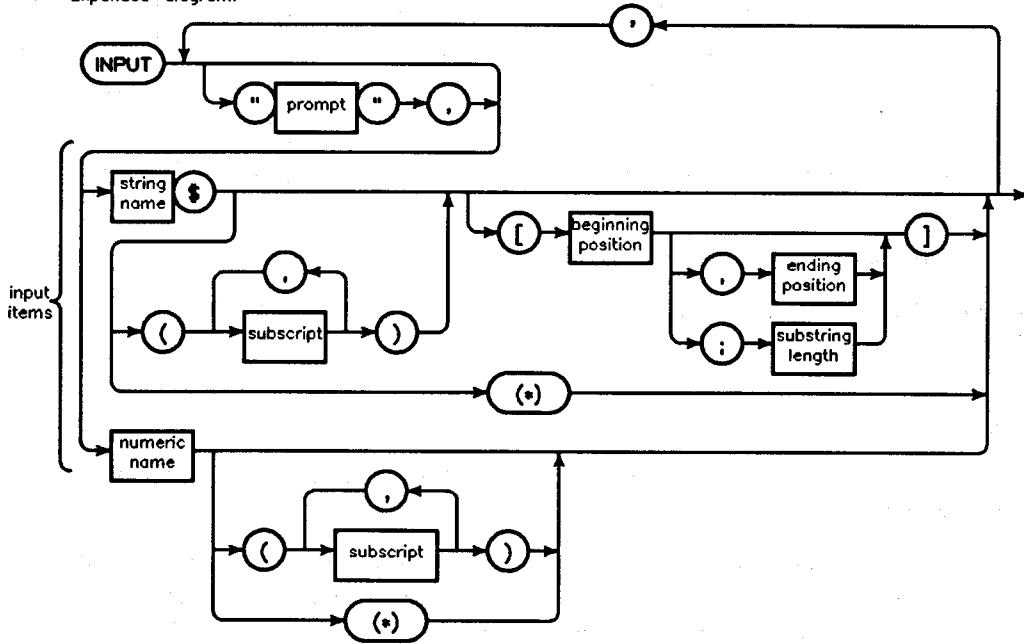 expanded diagram:
,
INPUT
" prompt " ,
string
name $
[ beginning
position
, ending
position
]
,
input
items
( subscript )
; substring
length
(*)
numeric
name
,
( subscript )
(*)